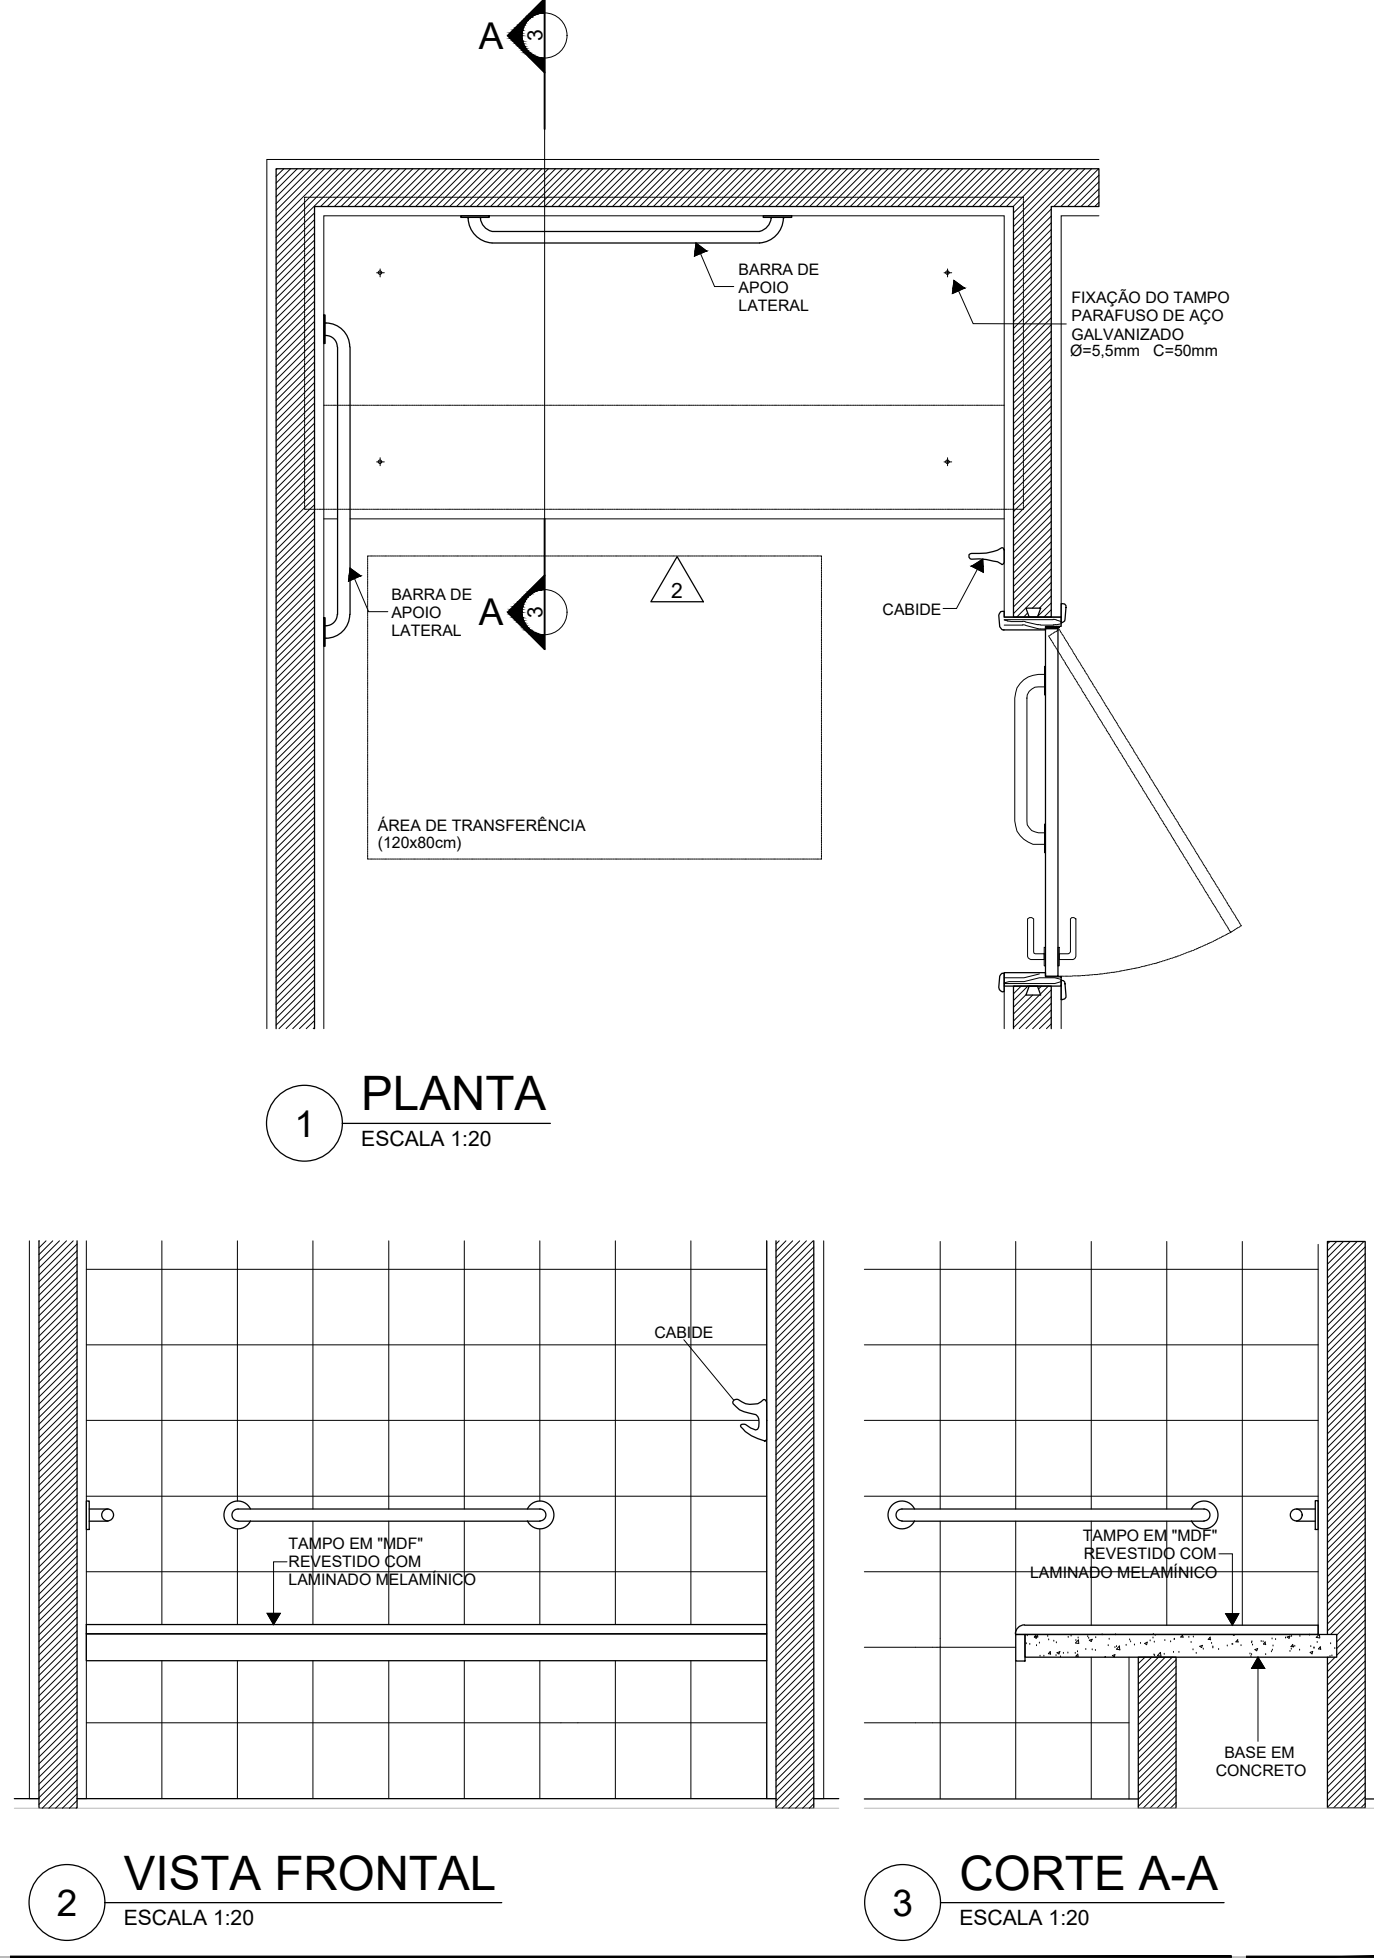 A
3
BARRA DE
APOIO
LATERAL
FIXAÇÃO DO TAMPO
PARAFUSO DE AÇO
GALVANIZADO
Ø=5,5mm C=50mm
BARRA DE
APOIO
LATERAL
A
3
2
CABIDE
ÁREA DE TRANSFERÊNCIA
(120x80cm)
1
PLANTA
ESCALA 1:20
CABIDE
TAMPO EM "MDF"
REVESTIDO COM
LAMINADO MELAMÍNICO
TAMPO EM "MDF"
REVESTIDO COM
LAMINADO MELAMÍNICO
BASE EM
CONCRETO
2
VISTA FRONTAL
ESCALA 1:20
3
CORTE A-A
ESCALA 1:20